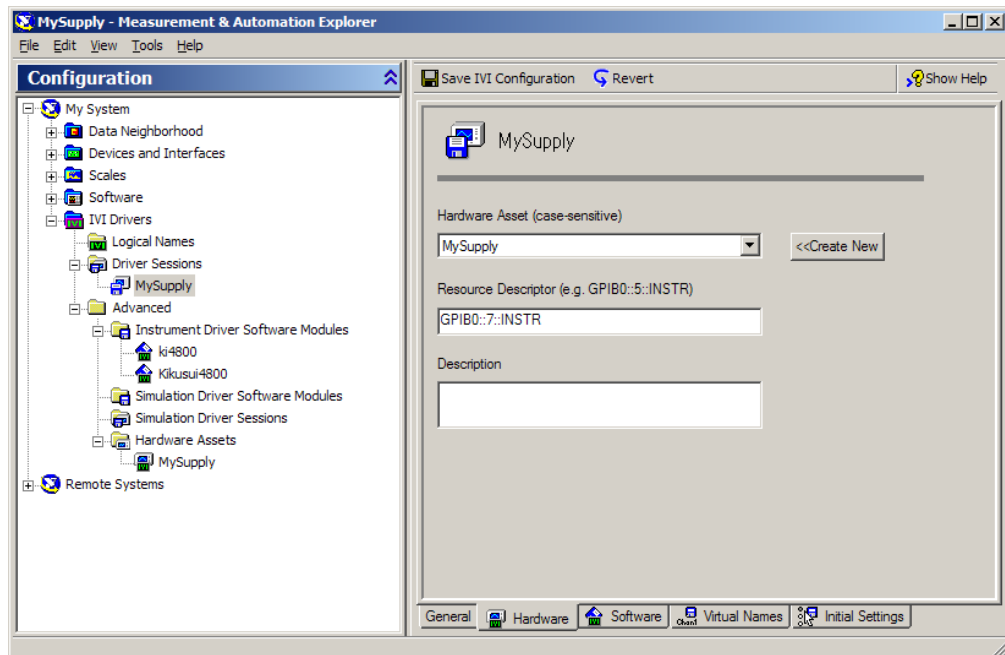 MySupply - Measurement & Automation Explorer
File Edit View Tools Help
Configuration
My System
Data Neighborhood
Devices and Interfaces
Scales
Software
IVI Drivers
Logical Names
Driver Sessions
MySupply
Advanced
Instrument Driver Software Modules
ki4800
Kikusui4800
Simulation Driver Software Modules
Simulation Driver Sessions
Hardware Assets
MySupply
Remote Systems
Save IVI Configuration Revert Show Help
MySupply
Hardware Asset (case-sensitive)
MySupply <<Create New
Resource Descriptor (e.g. GPIB0::5::INSTR)
GPIB0::7::INSTR
Description
General Hardware Software Virtual Names Initial Settings